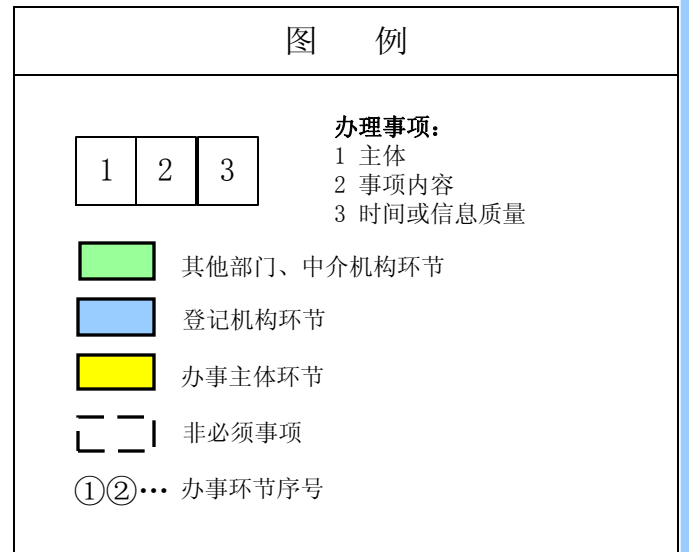 图 例
办理事项：
1 2 3
1 主体
2 事项内容
3 时间或信息质量
其他部门、中介机构环节
登记机构环节
办事主体环节
非必须事项
①②… 办事环节序号